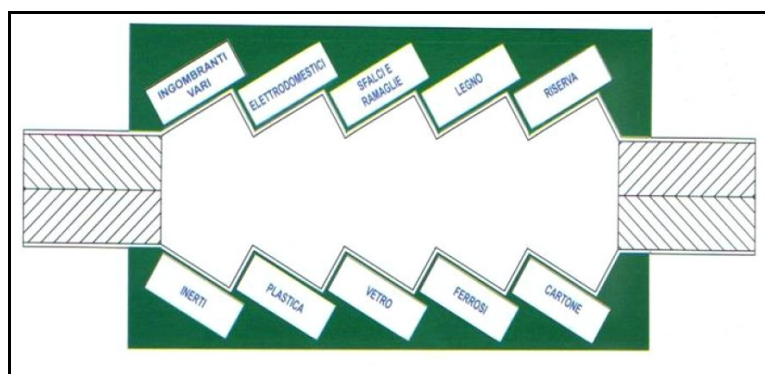 INGOMBRANTI
VARI
ELETTRODOMESTICI
SFALCI E
RAMAGLIE
LEGNO
RISERVA
INERTI
PLASTICA
VETRO
FERROSI
CARTONE